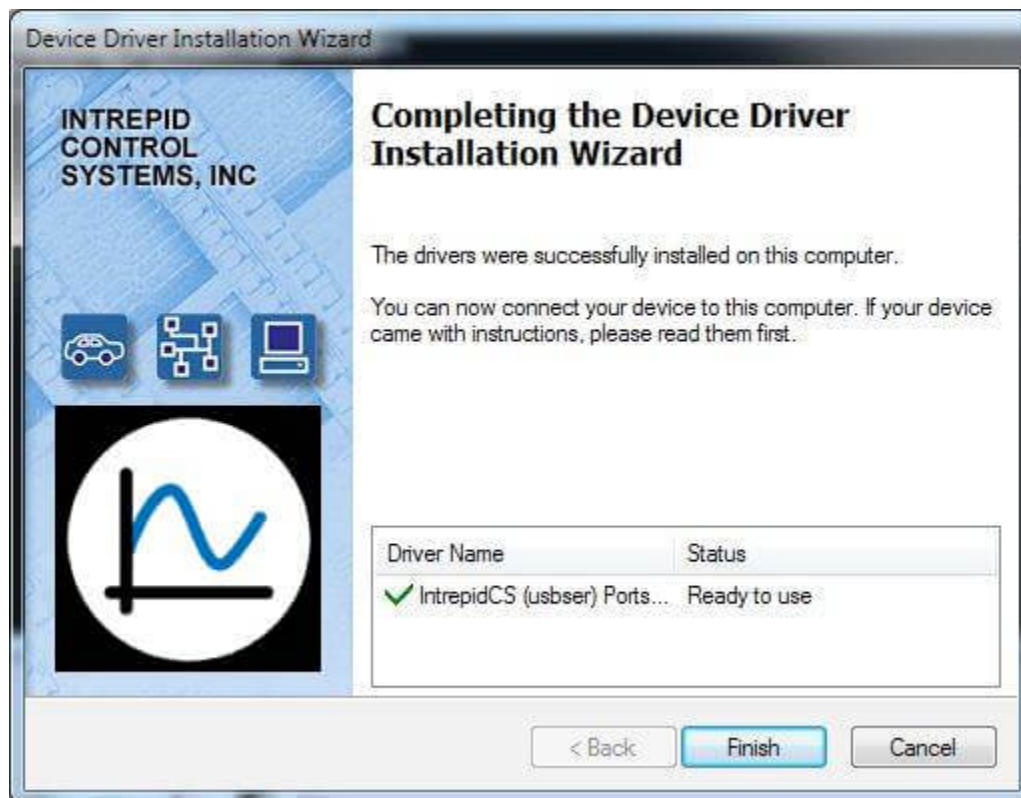 Device Driver Installation Wizard
INTREPID
CONTROL
SYSTEMS, INC
Completing the Device Driver
Installation Wizard
The drivers were successfully installed on this computer.
You can now connect your device to this computer. If your device
came with instructions, please read them first.
Driver Name Status
IntrepidCS (usbser) Ports... Ready to use
< Back Finish Cancel